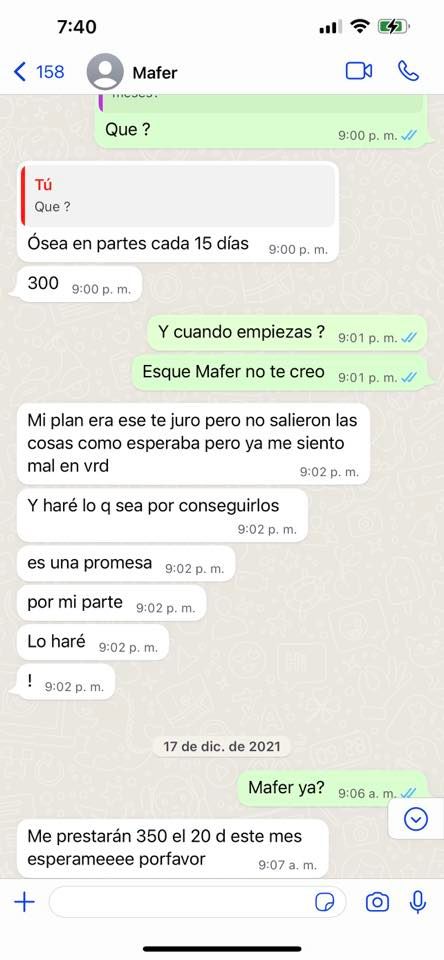 7:40
158
Mafer
Que ?
9:00 p. m.
Tú
Que ?
Ósea en partes cada 15 días
9:00 p. m.
300
9:00 p. m.
Y cuando empiezas ?
9:01 p. m.
Esque Mafer no te creo
9:01 p. m.
Mi plan era ese te juro pero no salieron las
cosas como esperaba pero ya me siento
mal en vrd
9:02 p. m.
Y haré lo q sea por conseguirlos
9:02 p. m.
es una promesa
9:02 p. m.
por mi parte
9:02 p. m.
Lo haré
9:02 p. m.
!
9:02 p. m.
17 de dic. de 2021
Mafer ya?
9:06 a. m.
Me prestarán 350 el 20 d este mes
esperameeee porfavor
9:07 a. m.